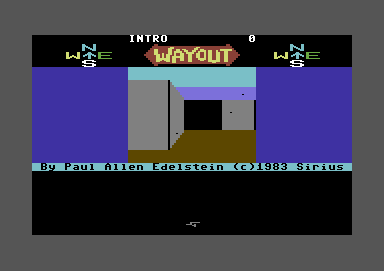 INTRO 0
N N
W E WAYOUT W E
S S
By Paul Allen Edelstein (c)1983 Sirius